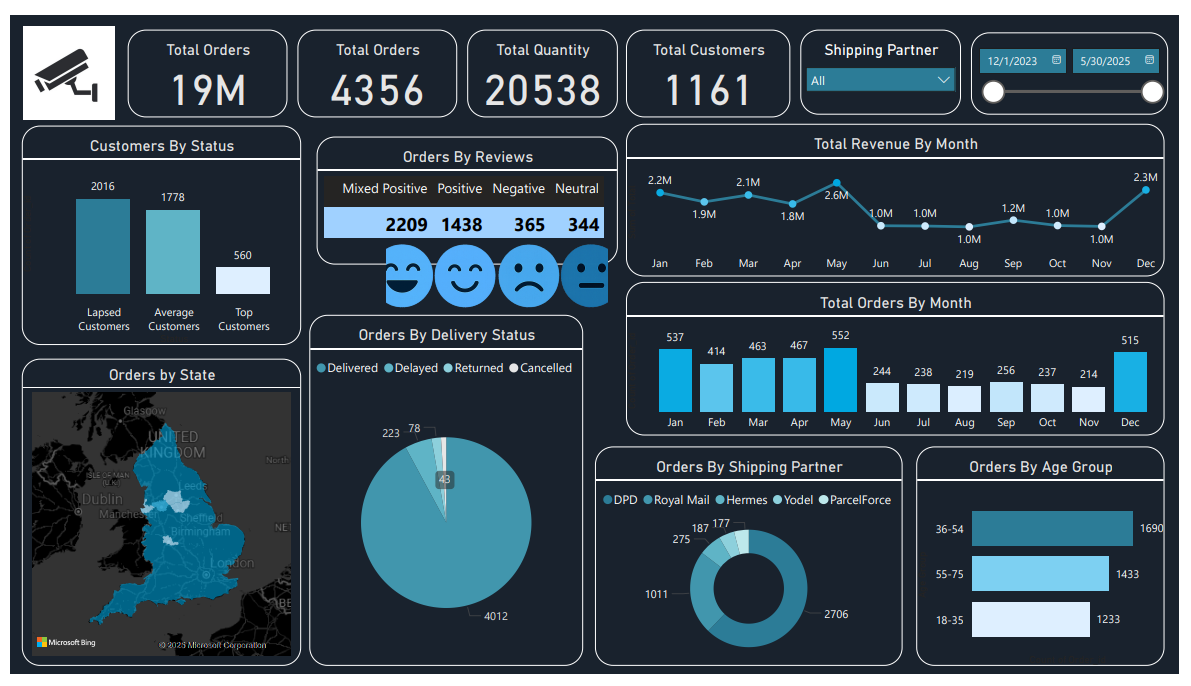 Total Orders
19M
Total Orders
4356
Total Quantity
20538
Total Customers
1161
Shipping Partner
All
12/1/2023
5/30/2025
Customers By Status
2016
1778
560
Lapsed Customers
Average Customers
Top Customers
Orders By Reviews
Mixed Positive Positive Negative Neutral
2209 1438 365 344
Total Revenue By Month
2.2M
1.9M
2.1M
1.8M
2.6M
1.0M
1.0M
1.0M
1.2M
1.0M
1.0M
2.3M
Jan Feb Mar Apr May Jun Jul Aug Sep Oct Nov Dec
Total Orders By Month
537 414 463 467 552 244 238 219 256 237 214 515
Jan Feb Mar Apr May Jun Jul Aug Sep Oct Nov Dec
Orders by State
Glasgow
UNITED
KINGDOM
North
ISLE OF MAN
(U.K.)
Leeds
Dublin
Manchester
Sheffield
Birmingham
NE
London
BE
Microsoft Bing
© 2025 Microsoft Corporation
Orders By Delivery Status
Delivered Delayed Returned Cancelled
223
78
43
4012
Orders By Shipping Partner
DPD Royal Mail Hermes Yodel ParcelForce
187
177
275
1011
2706
Orders By Age Group
36-54 1690
55-75 1433
18-35 1233